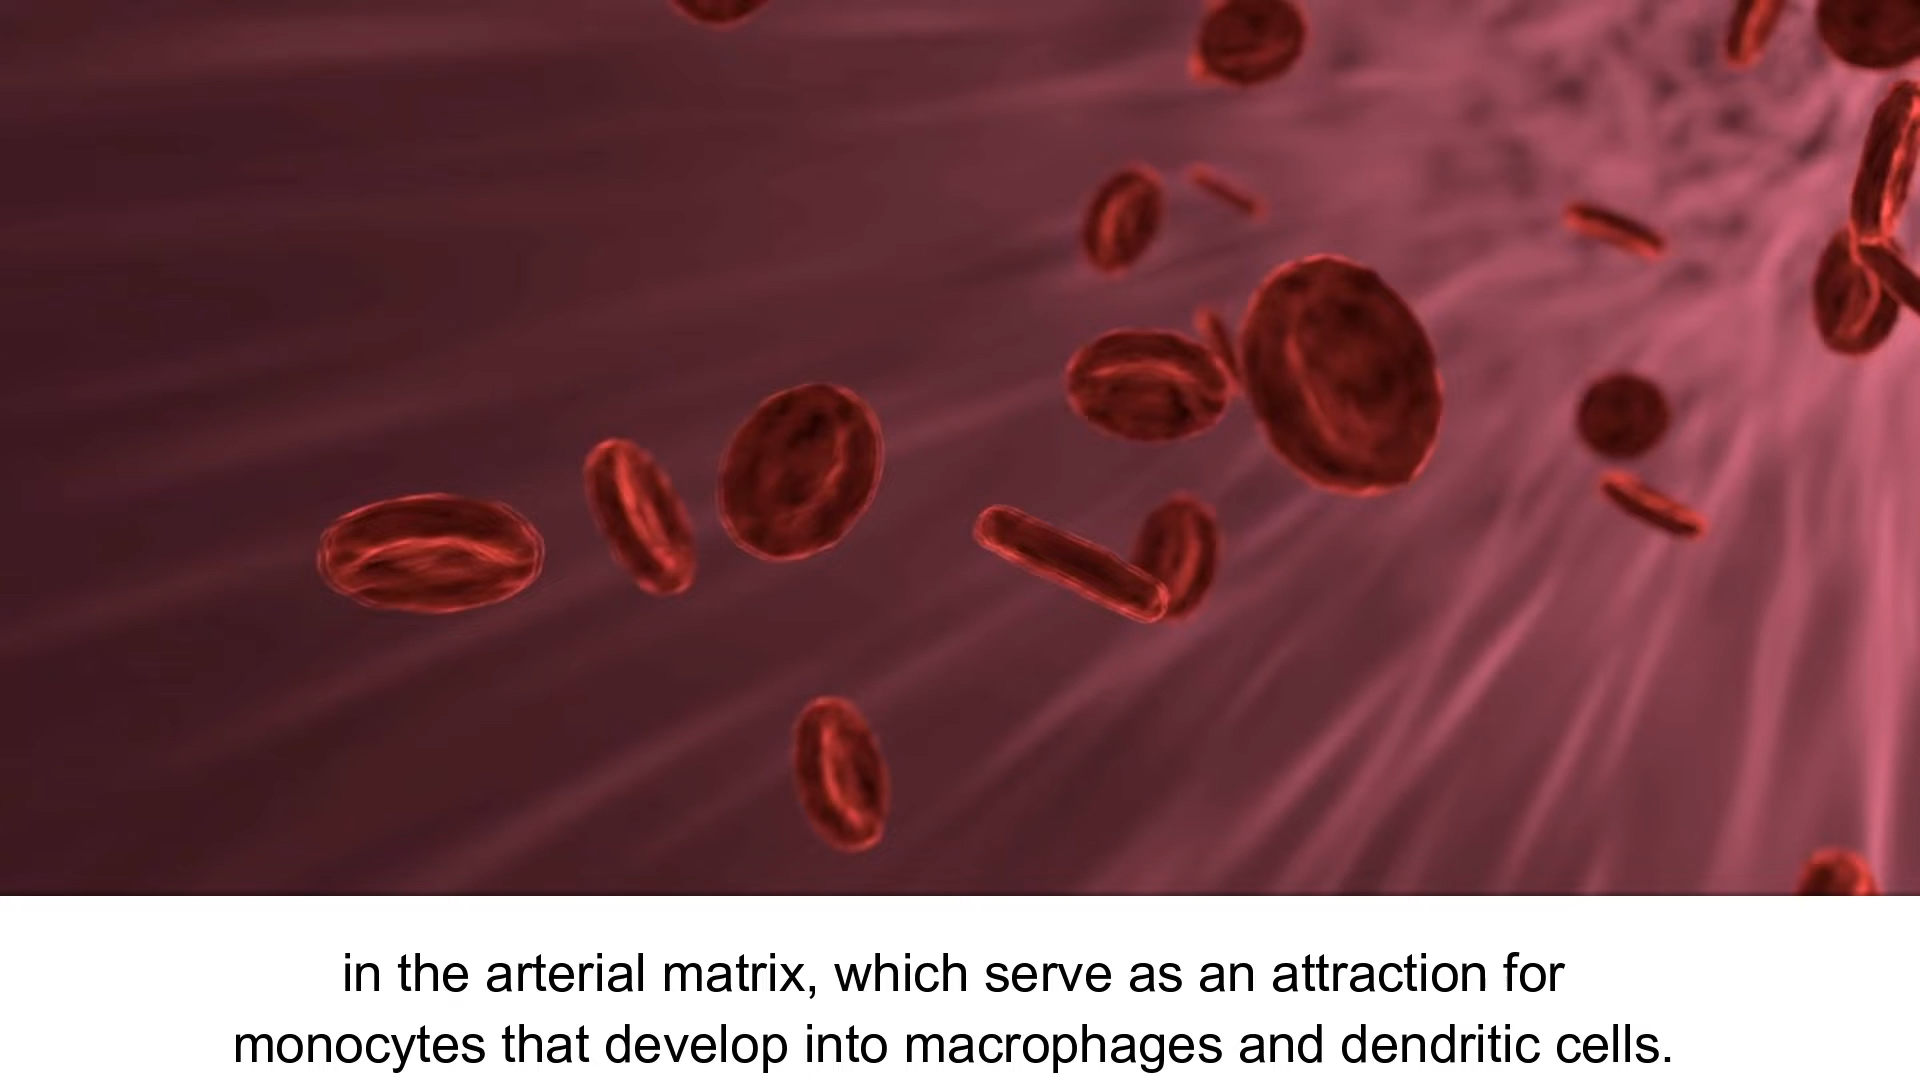 in the arterial matrix, which serve as an attraction for
monocytes that develop into macrophages and dendritic cells.